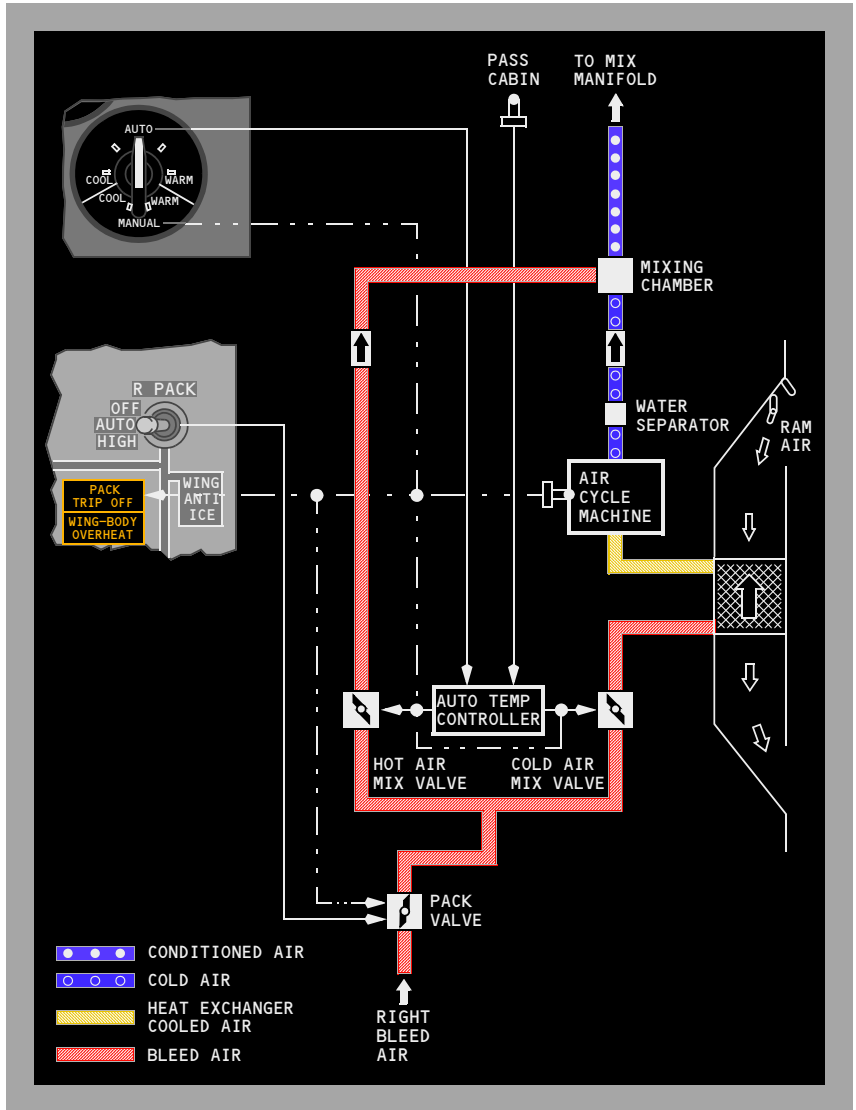 PASS
CABIN
TO MIX
MANIFOLD
AUTO
COOL
WARM
COOL
WARM
MANUAL
MIXING
CHAMBER
R PACK
OFF
AUTO
HIGH
WATER
SEPARATOR
RAM
AIR
PACK
TRIP OFF
WING-BODY
OVERHEAT
WING
ANTI
ICE
AIR
CYCLE
MACHINE
AUTO TEMP
CONTROLLER
HOT AIR
MIX VALVE
COLD AIR
MIX VALVE
PACK
VALVE
CONDITIONED AIR
COLD AIR
HEAT EXCHANGER
COOLED AIR
BLEED AIR
RIGHT
BLEED
AIR